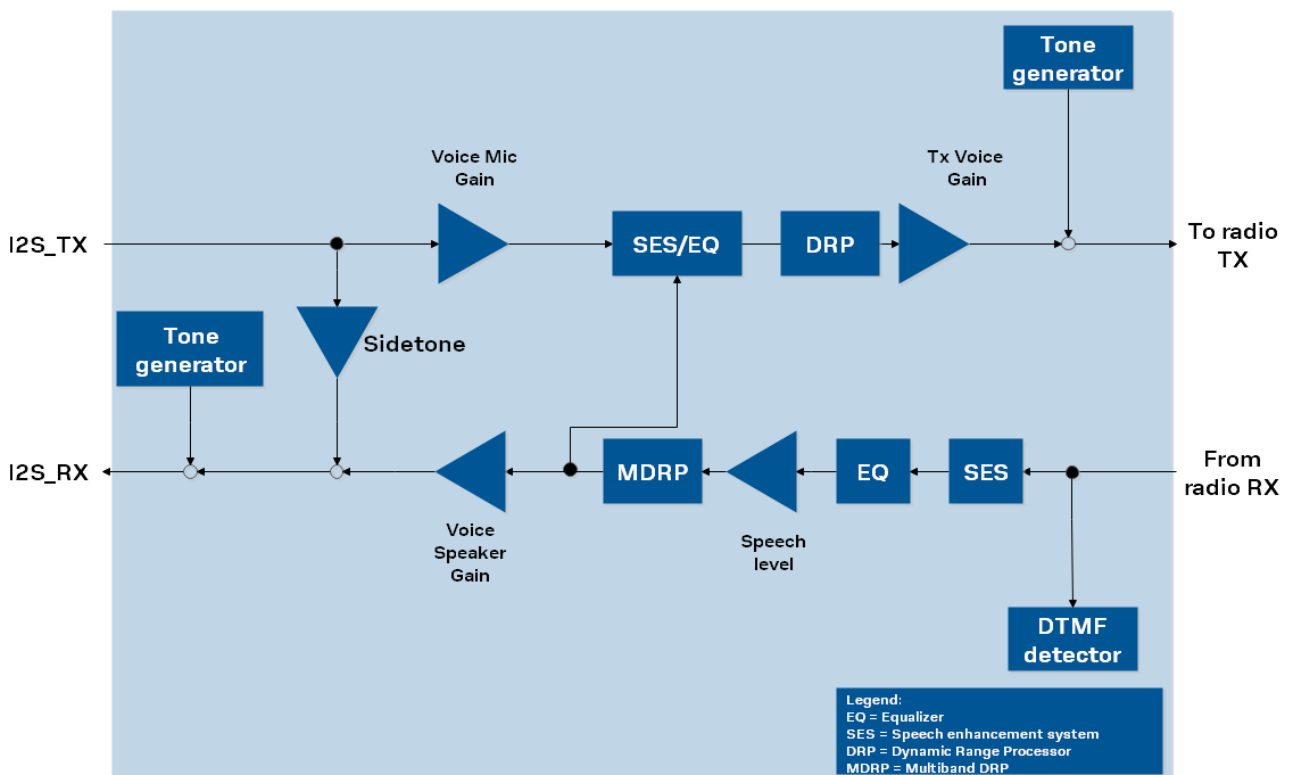 Tone
generator
Voice Mic
Gain
Tx Voice
Gain
I2S_TX
SES/EQ
DRP
To radio
TX
Tone
generator
Sidetone
I2S_RX
MDRP
EQ
SES
From
radio RX
Voice
Speaker
Gain
Speech
level
DTMF
detector
Legend:
EQ = Equalizer
SES = Speech enhancement system
DRP = Dynamic Range Processor
MDRP = Multiband DRP